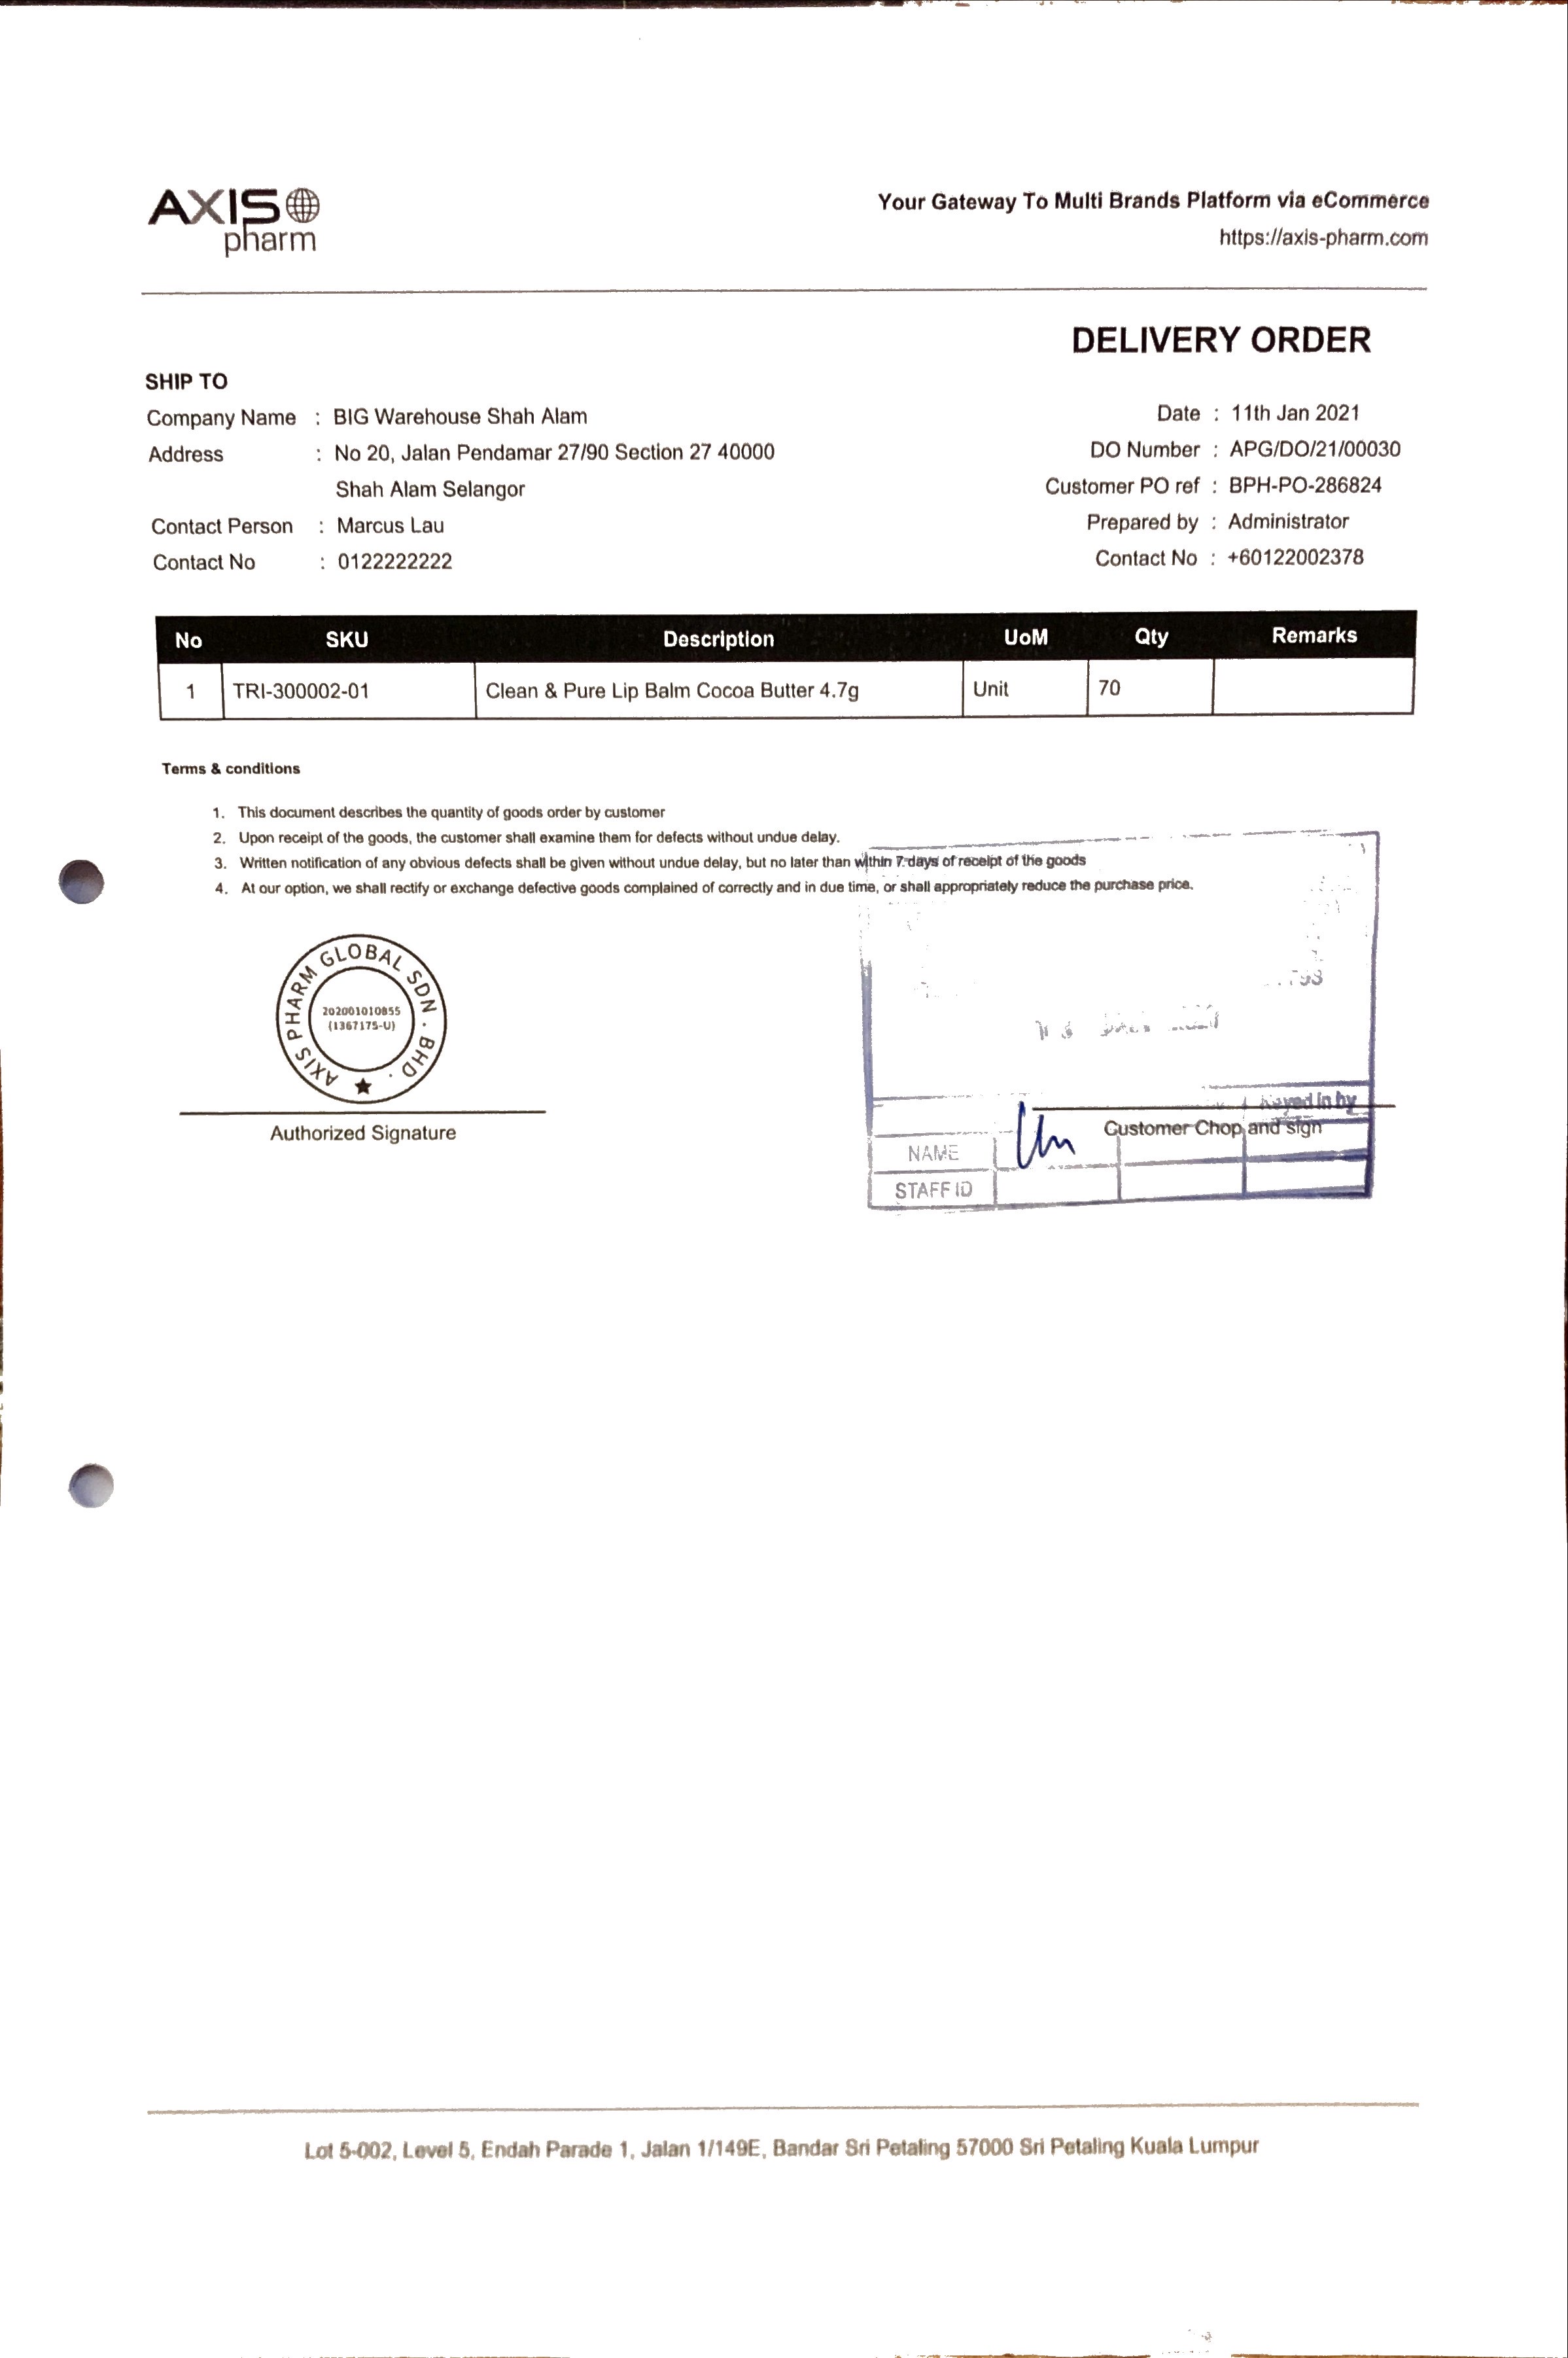 AXIS
pharm
Your Gateway To Multi Brands Platform via eCommerce
https://axis-pharm.com
DELIVERY ORDER
SHIP TO
Company Name : BIG Warehouse Shah Alam
Address : No 20, Jalan Pendamar 27/90 Section 27 40000
Shah Alam Selangor
Contact Person : Marcus Lau
Contact No : 0122222222
Date : 11th Jan 2021
DO Number : APG/DO/21/00030
Customer PO ref : BPH-PO-286824
Prepared by : Administrator
Contact No : +60122002378
No SKU Description UoM Qty Remarks
1 TRI-300002-01 Clean & Pure Lip Balm Cocoa Butter 4.7g Unit 70
Terms & conditions
1. This document describes the quantity of goods order by customer
2. Upon receipt of the goods, the customer shall examine them for defects without undue delay.
3. Written notification of any obvious defects shall be given without undue delay, but no later than within 7.days of receipt of the goods
4. At our option, we shall rectify or exchange defective goods complained of correctly and in due time, or shall appropriately reduce the purchase price.
AXIS PHARM GLOBAL SDN. BHD.
202001010855
(1367175-U)
Authorized Signature
Keyed in by
Customer Chop and sign
NAME
STAFF ID
Lot 5-002, Level 5, Endah Parade 1, Jalan 1/149E, Bandar Sri Petaling 57000 Sri Petaling Kuala Lumpur